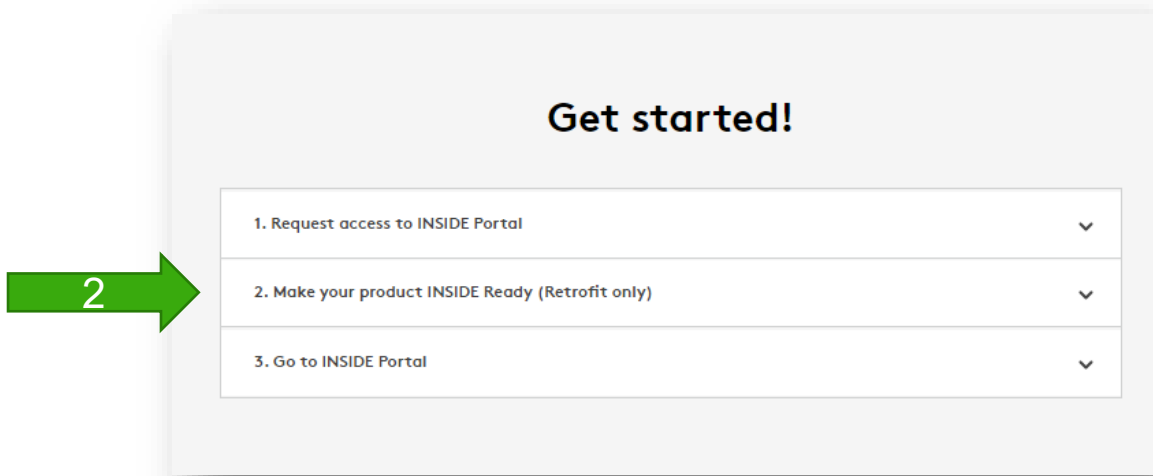 Get started!
1. Request access to INSIDE Portal
2
2. Make your product INSIDE Ready (Retrofit only)
3. Go to INSIDE Portal